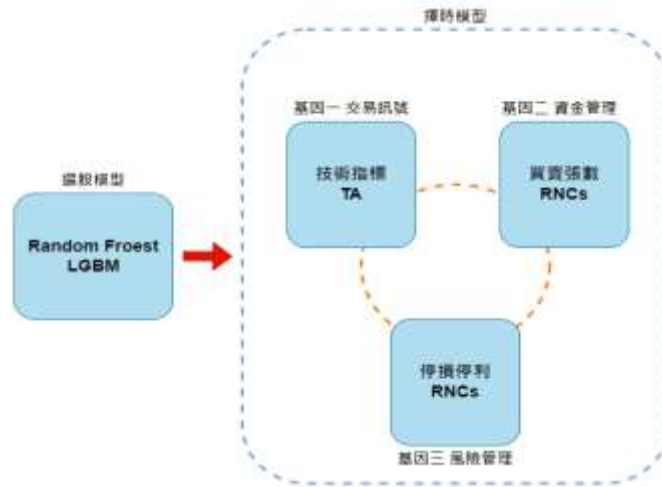 擇時模型
基因一 交易訊號
基因二 資金管理
技術指標
TA
買賣張數
RNCs
選股模型
Random Froest
LGBM
停損停利
RNCs
基因三 風險管理